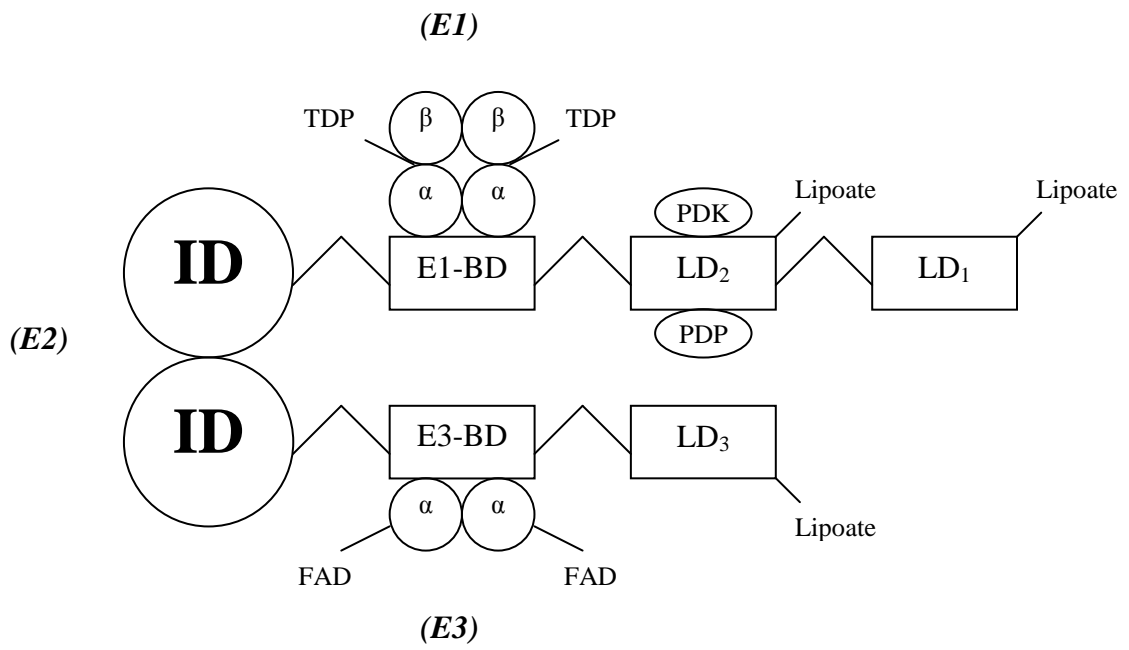 (E1)
TDP β β TDP
α α
Lipoate Lipoate
PDK
ID E1-BD LD₂ LD₁
PDP
(E2)
ID E3-BD LD₃
α α
Lipoate
FAD FAD
(E3)